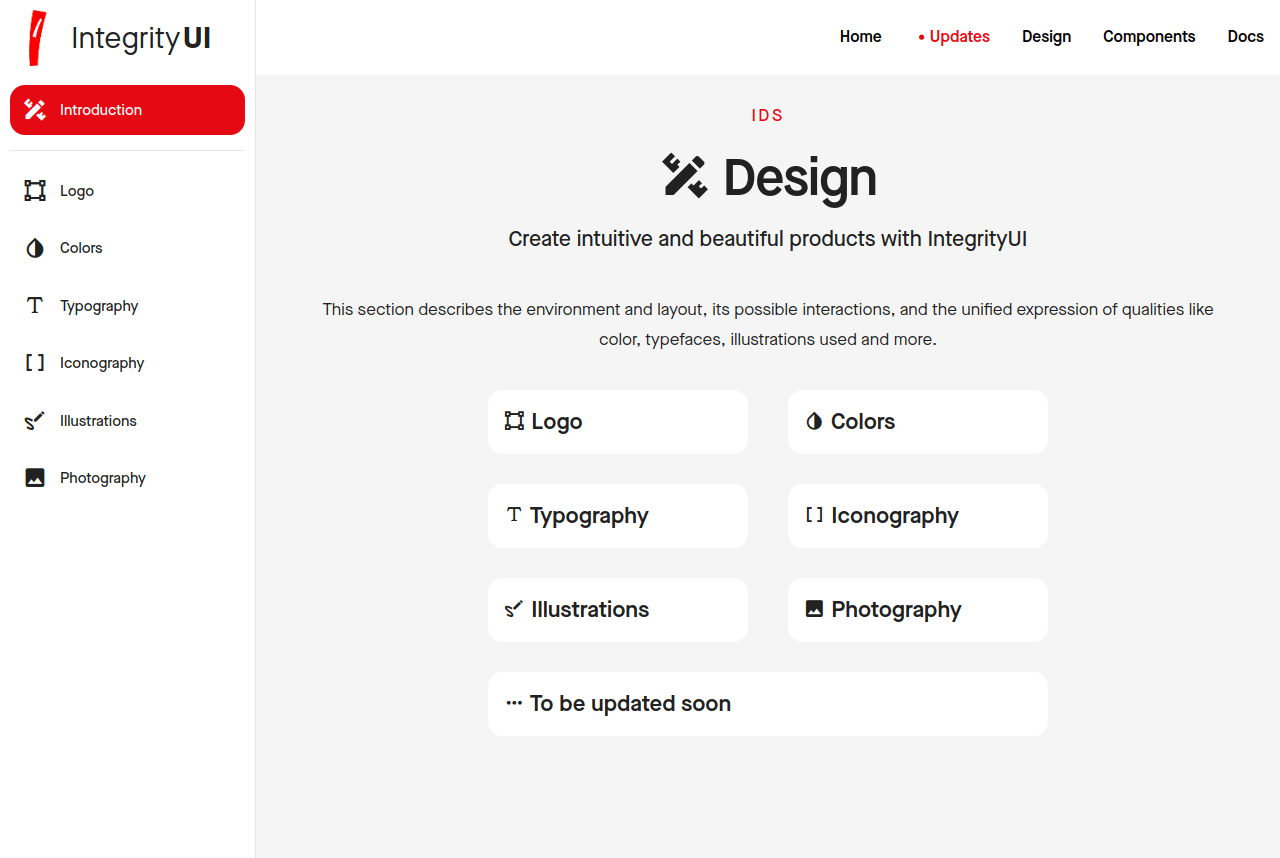 IntegrityUI
Home
• Updates
Design
Components
Docs
Introduction
Logo
Colors
Typography
Iconography
Illustrations
Photography
IDS
Design
Create intuitive and beautiful products with IntegrityUI
This section describes the environment and layout, its possible interactions, and the unified expression of qualities like
color, typefaces, illustrations used and more.
Logo
Colors
Typography
Iconography
Illustrations
Photography
To be updated soon